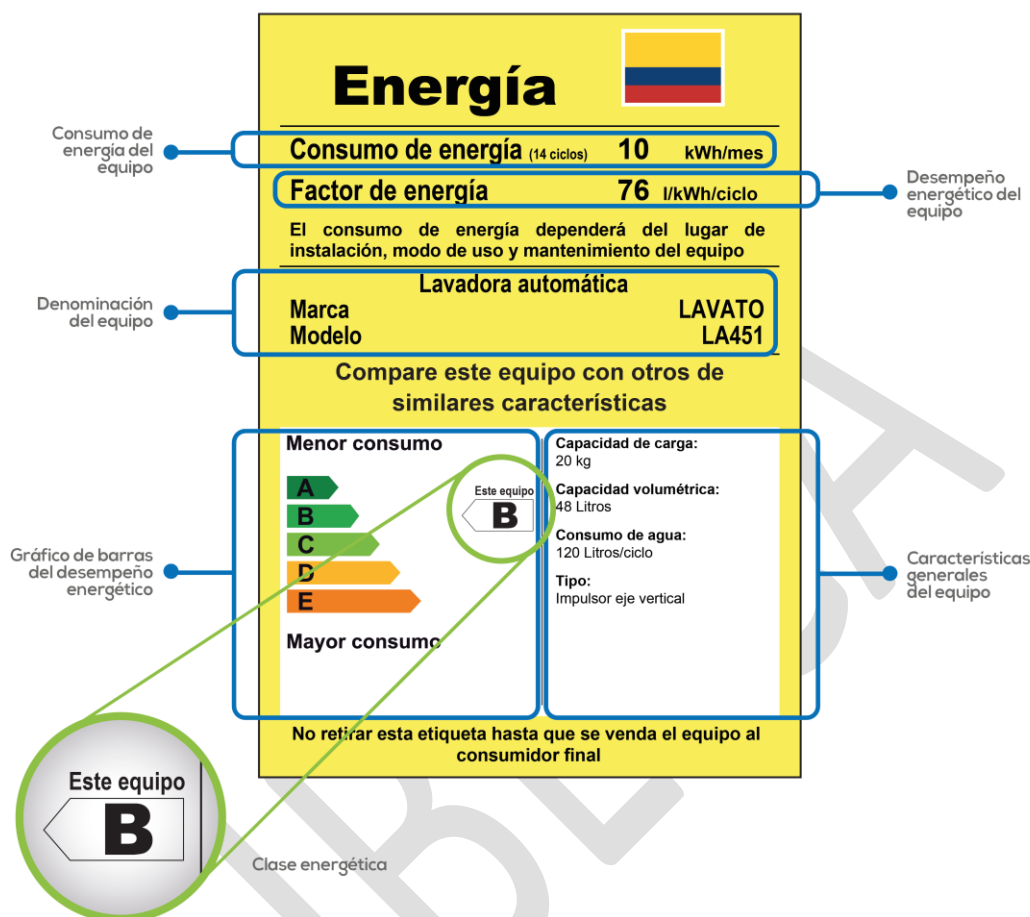 Energía
Consumo de
energía del
equipo
Consumo de energía (14 ciclos) 10 kWh/mes
Factor de energía 76 l/kWh/ciclo
Desempeño
energético del
equipo
El consumo de energía dependerá del lugar de
instalación, modo de uso y mantenimiento del equipo
Denominación
del equipo
Lavadora automática
Marca LAVATO
Modelo LA451
Compare este equipo con otros de
similares características
Gráfico de barras
del desempeño
energético
Menor consumo
A
B
C
D
E
Mayor consumo
Este equipo
B
Capacidad de carga:
20 kg
Capacidad volumétrica:
48 Litros
Consumo de agua:
120 Litros/ciclo
Tipo:
Impulsor eje vertical
Características
generales
del equipo
No retirar esta etiqueta hasta que se venda el equipo al
consumidor final
Este equipo
B
Clase energética